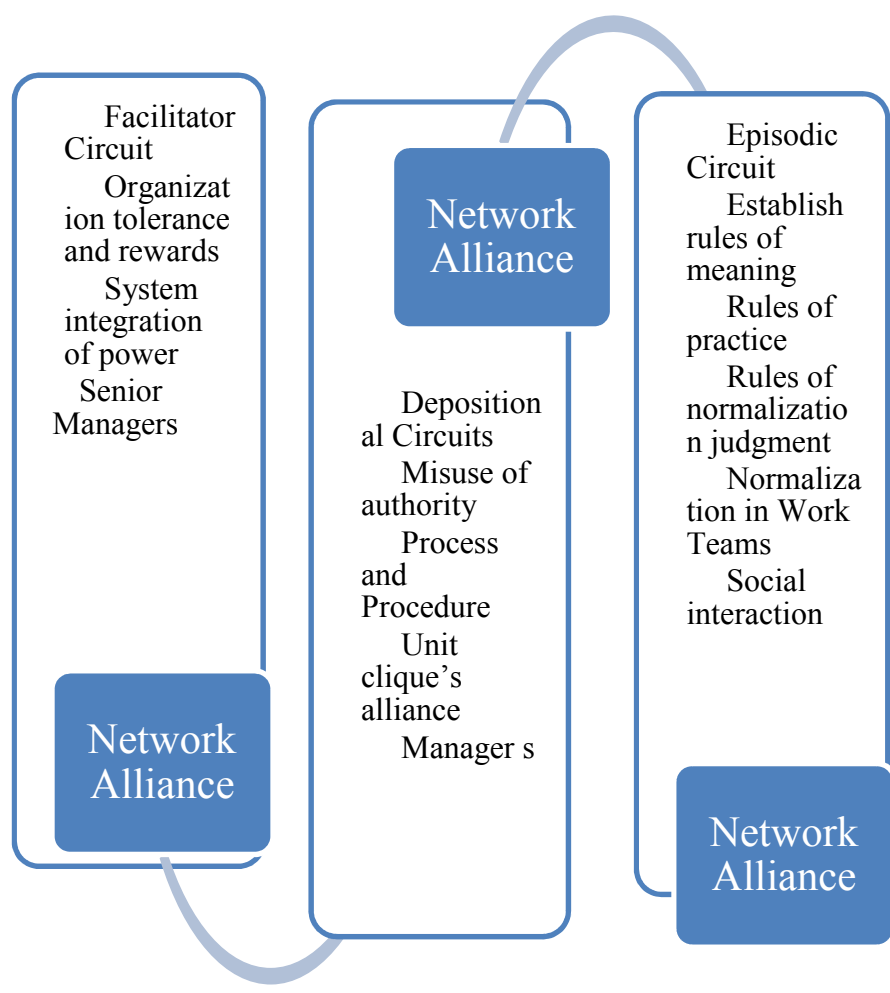 Facilitator
Circuit
Organizat
ion tolerance
and rewards
System
integration
of power
Senior
Managers
Network
Alliance
Network
Alliance
Deposition
al Circuits
Misuse of
authority
Process
and
Procedure
Unit
clique’s
alliance
Manager s
Episodic
Circuit
Establish
rules of
meaning
Rules of
practice
Rules of
normalizatio
n judgment
Normaliza
tion in Work
Teams
Social
interaction
Network
Alliance